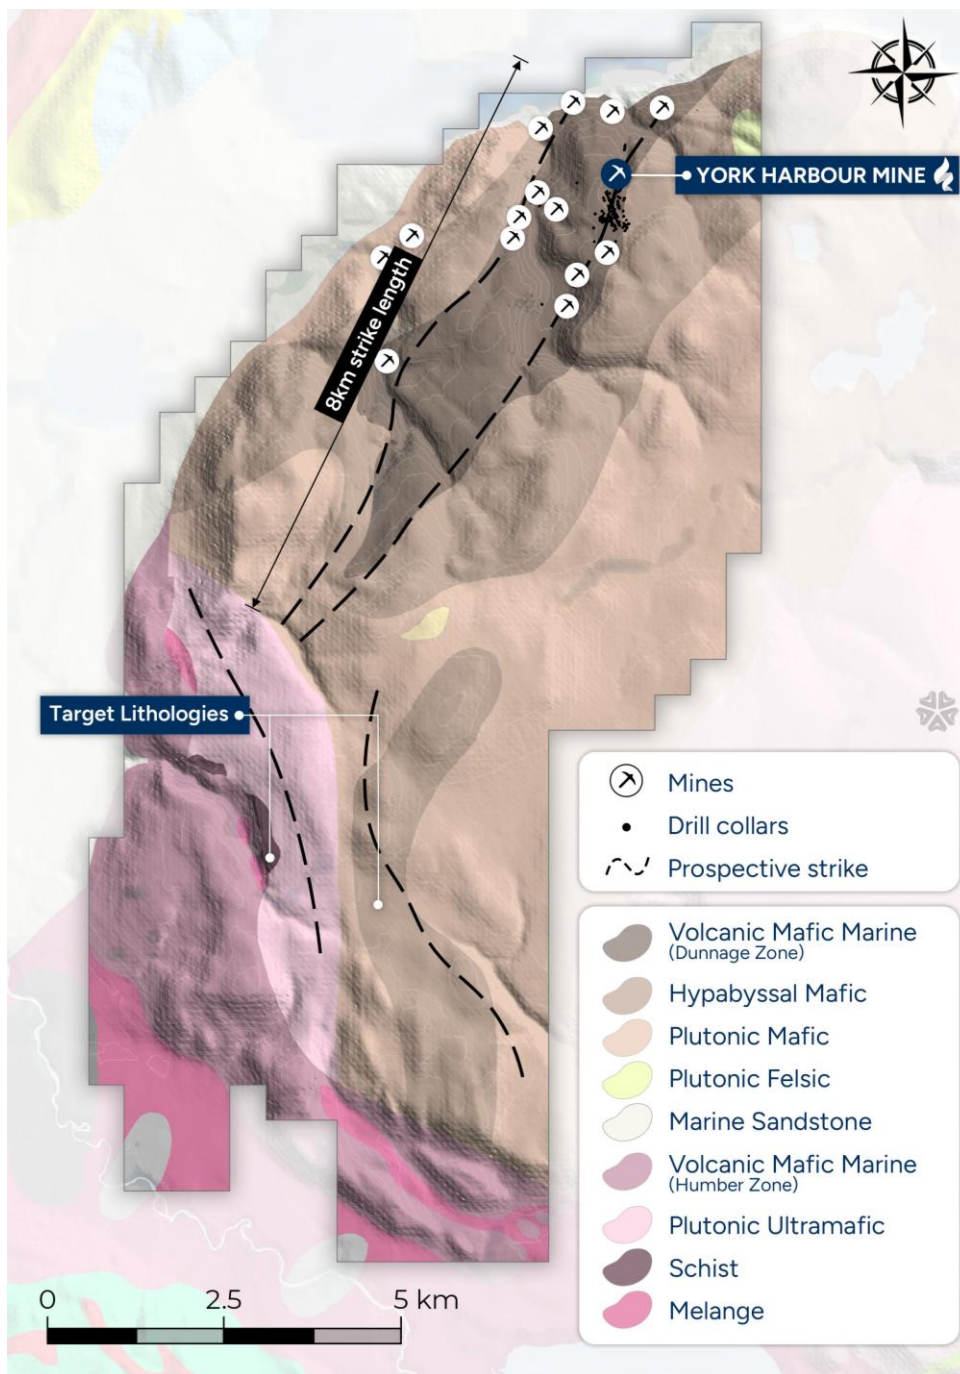 YORK HARBOUR MINE
8km strike length
Target Lithologies
Mines
Drill collars
Prospective strike
Volcanic Mafic Marine
(Dunnage Zone)
Hypabyssal Mafic
Plutonic Mafic
Plutonic Felsic
Marine Sandstone
Volcanic Mafic Marine
(Humber Zone)
Plutonic Ultramafic
Schist
Melange
0 2.5 5 km